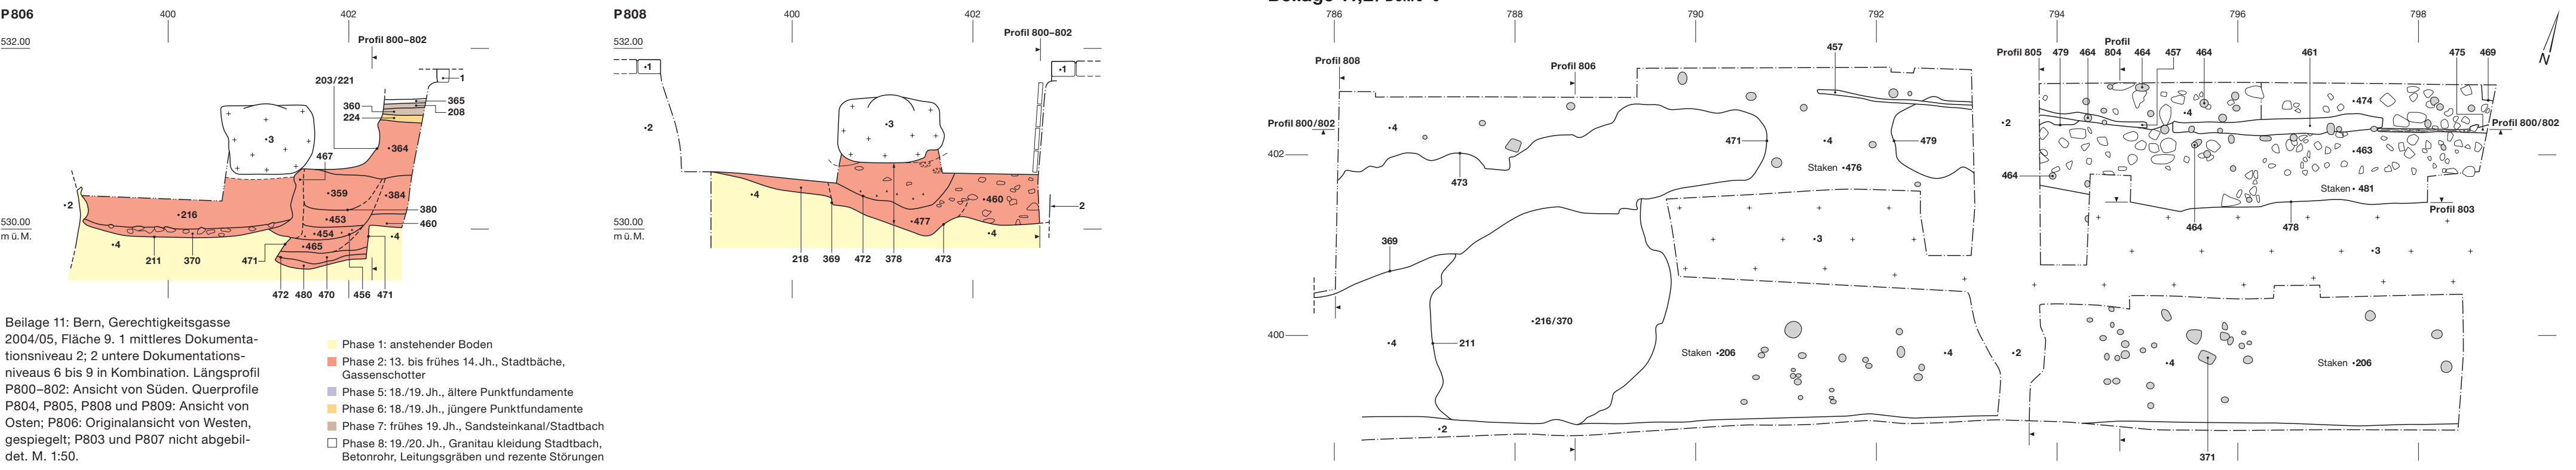 P806
400
402
Profil 800–802
532.00
1
203/221
360
224
365
208
•3
•364
467
•359
•384
•2
•216
•453
380
460
530.00
m ü.M.
•4
•454
•465
•4
211
370
471
472
480
470
456
471
P808
400
402
Profil 800–802
532.00
•1
•1
•2
•3
•4
•460
2
530.00
m ü.M.
•477
•4
218
369
472
378
473
Beilage 11: Bern, Gerechtigkeitsgasse
2004/05, Fläche 9. 1 mittleres Dokumenta-
tionsniveau 2; 2 untere Dokumentations-
niveaus 6 bis 9 in Kombination. Längsprofil
P800–802: Ansicht von Süden. Querprofile
P804, P805, P808 und P809: Ansicht von
Osten; P806: Originalansicht von Westen,
gespiegelt; P803 und P807 nicht abgebil-
det. M. 1:50.
Phase 1: anstehender Boden
Phase 2: 13. bis frühes 14. Jh., Stadtbäche,
Gassenschotter
Phase 5: 18./19. Jh., ältere Punktfundamente
Phase 6: 18./19. Jh., jüngere Punktfundamente
Phase 7: frühes 19. Jh., Sandsteinkanal/Stadtbach
Phase 8: 19./20. Jh., Granitau kleidung Stadtbach,
Betonrohr, Leitungsgräben und rezente Störungen
786
788
790
792
794
796
798
N
Profil 808
Profil 806
457
Profil 805
479
464
Profil
804
464
457
464
461
475
469
Profil 800/802
•4
471
•4
479
•2
•4
•474
Profil 800/802
•463
402
473
Staken •476
464
Staken • 481
Profil 803
464
478
369
•3
•3
•216/370
400
•4
211
Staken •206
•4
•2
•4
Staken •206
•2
371